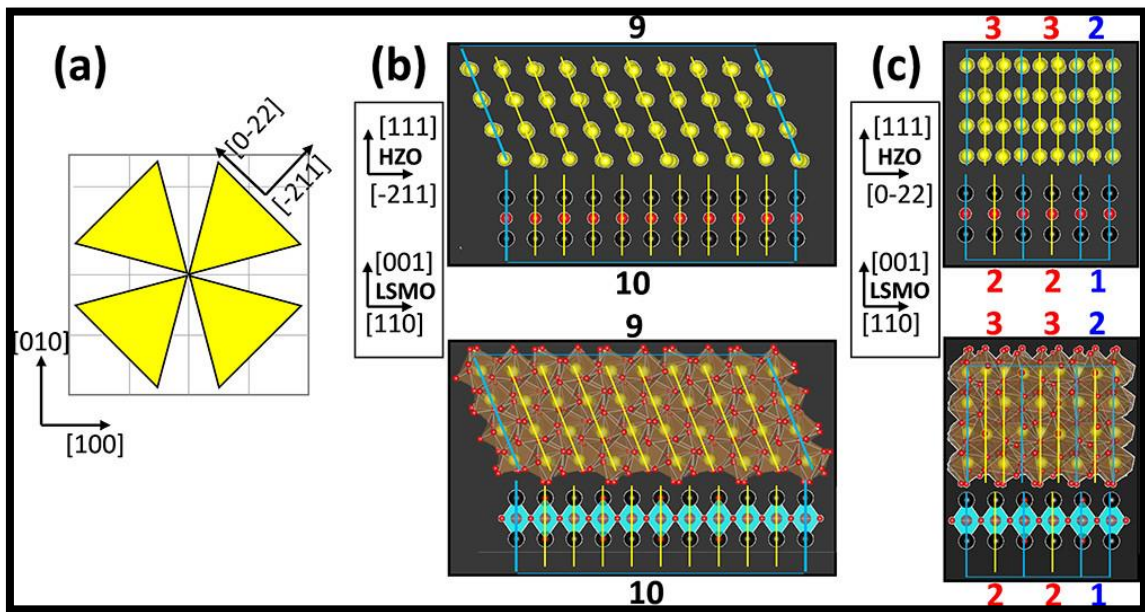 (a)
[0-22]
[-211]
[010]
[100]
(b)
9
[111]
HZO
[-211]
[001]
LSMO
[110]
10
9
10
(c)
3 3 2
[111]
HZO
[0-22]
[001]
LSMO
[110]
2 2 1
3 3 2
2 2 1